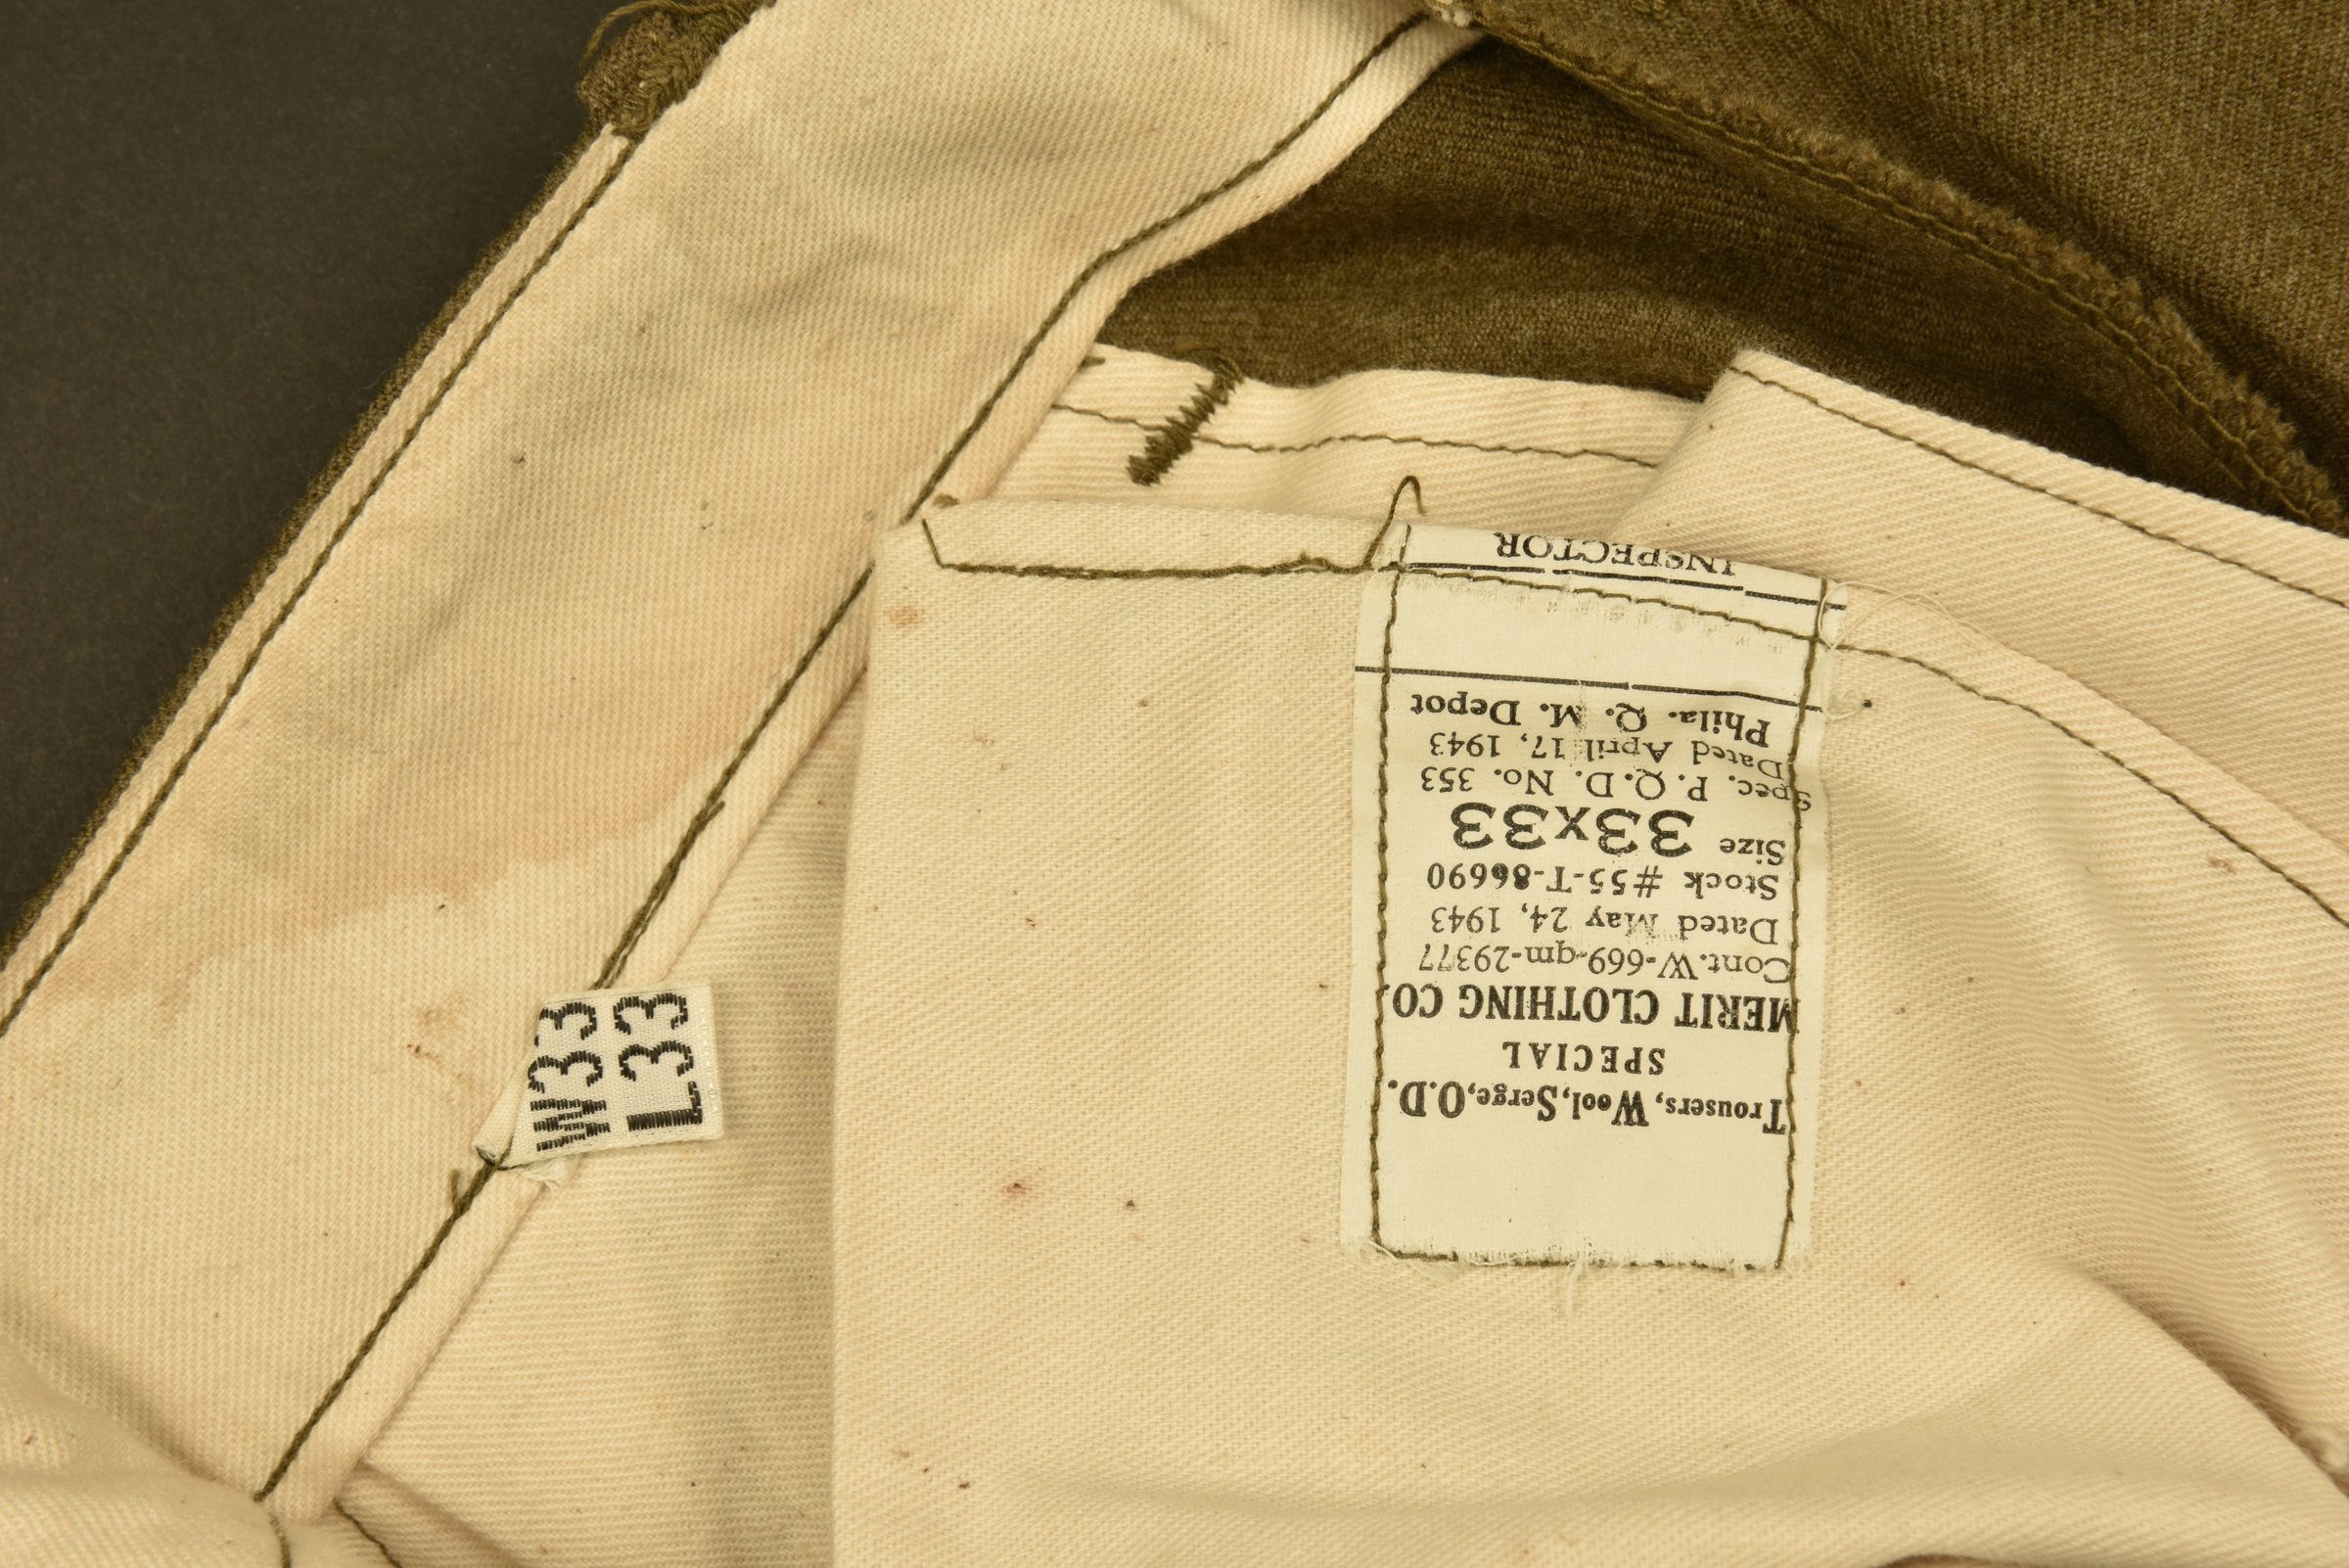 Trousers, Wool, Serge, O.D.
SPECIAL
MERIT CLOTHING CO.
Cont. W-669-qm-29377
Dated May 24, 1943
Stock #55-T-86690
Size 33x33
Spec. P. Q. D. No. 353
Dated April 17, 1943
Phila. Q. M. Depot
INSPECTOR
W33
L33